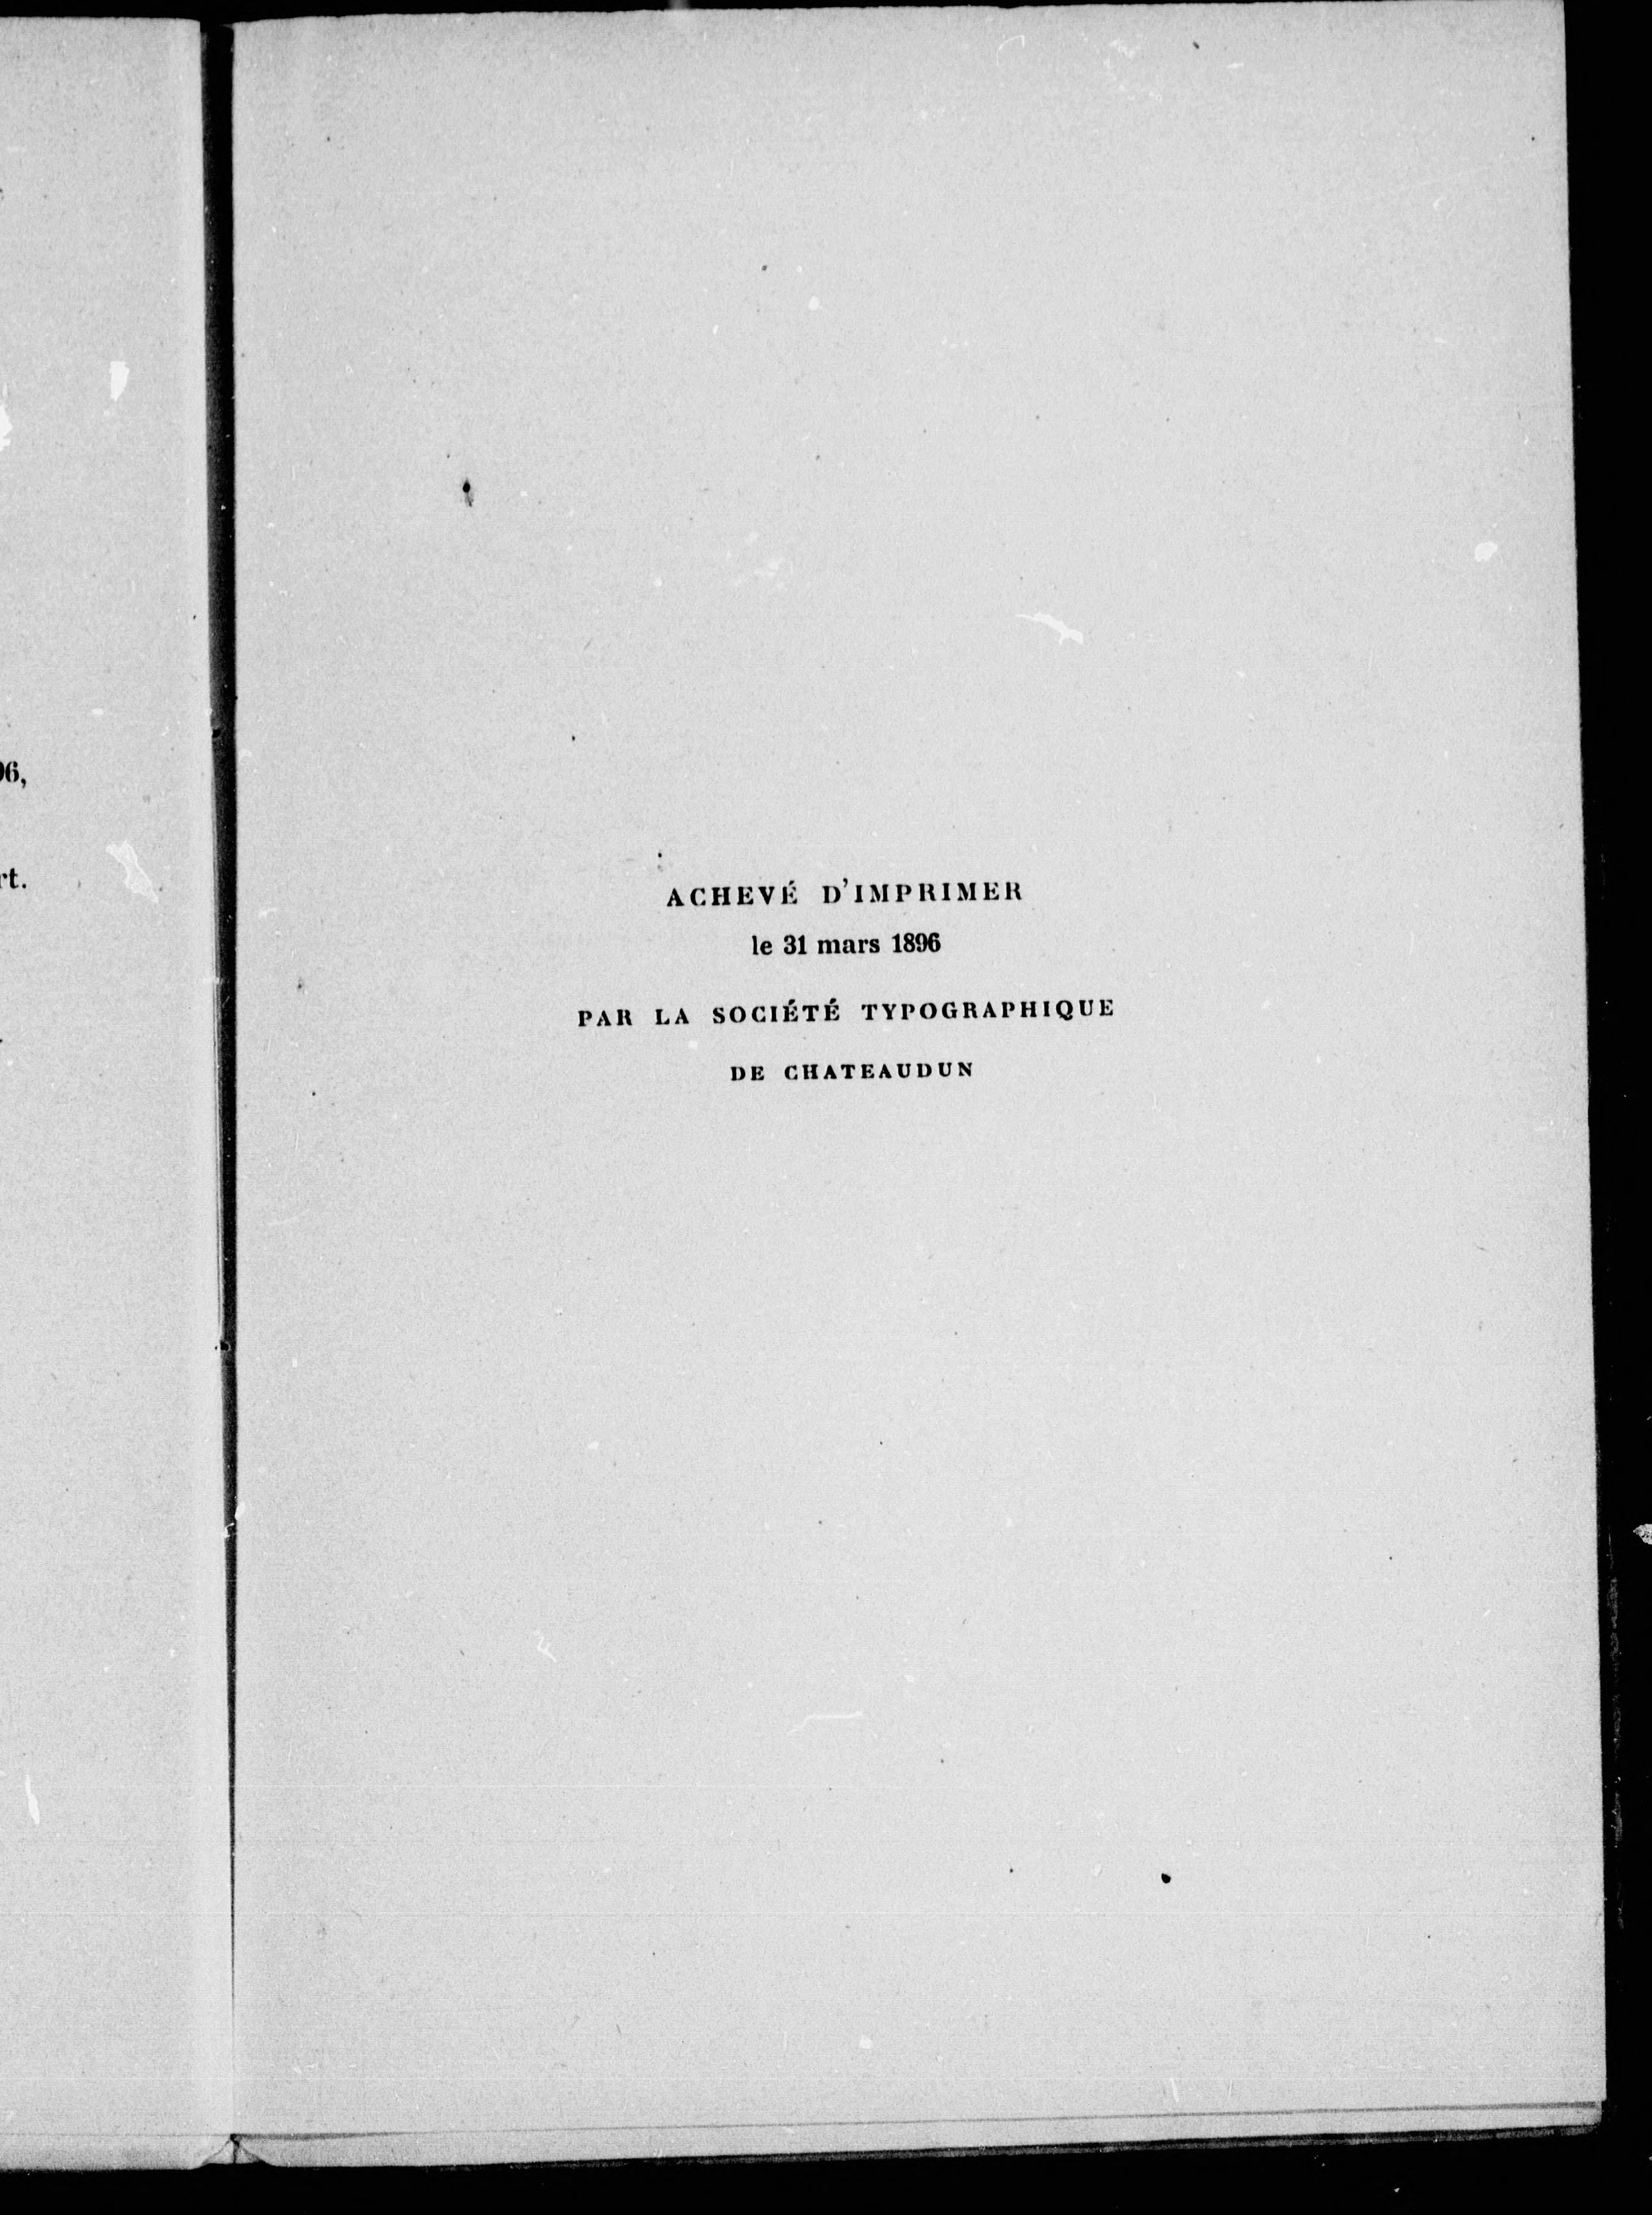 ACHEVÉ D'IMPRIMER
le 31 mars 1896
PAR LA SOCIÉTÉ TYPOGRAPHIQUE
DE CHATEAUDUN